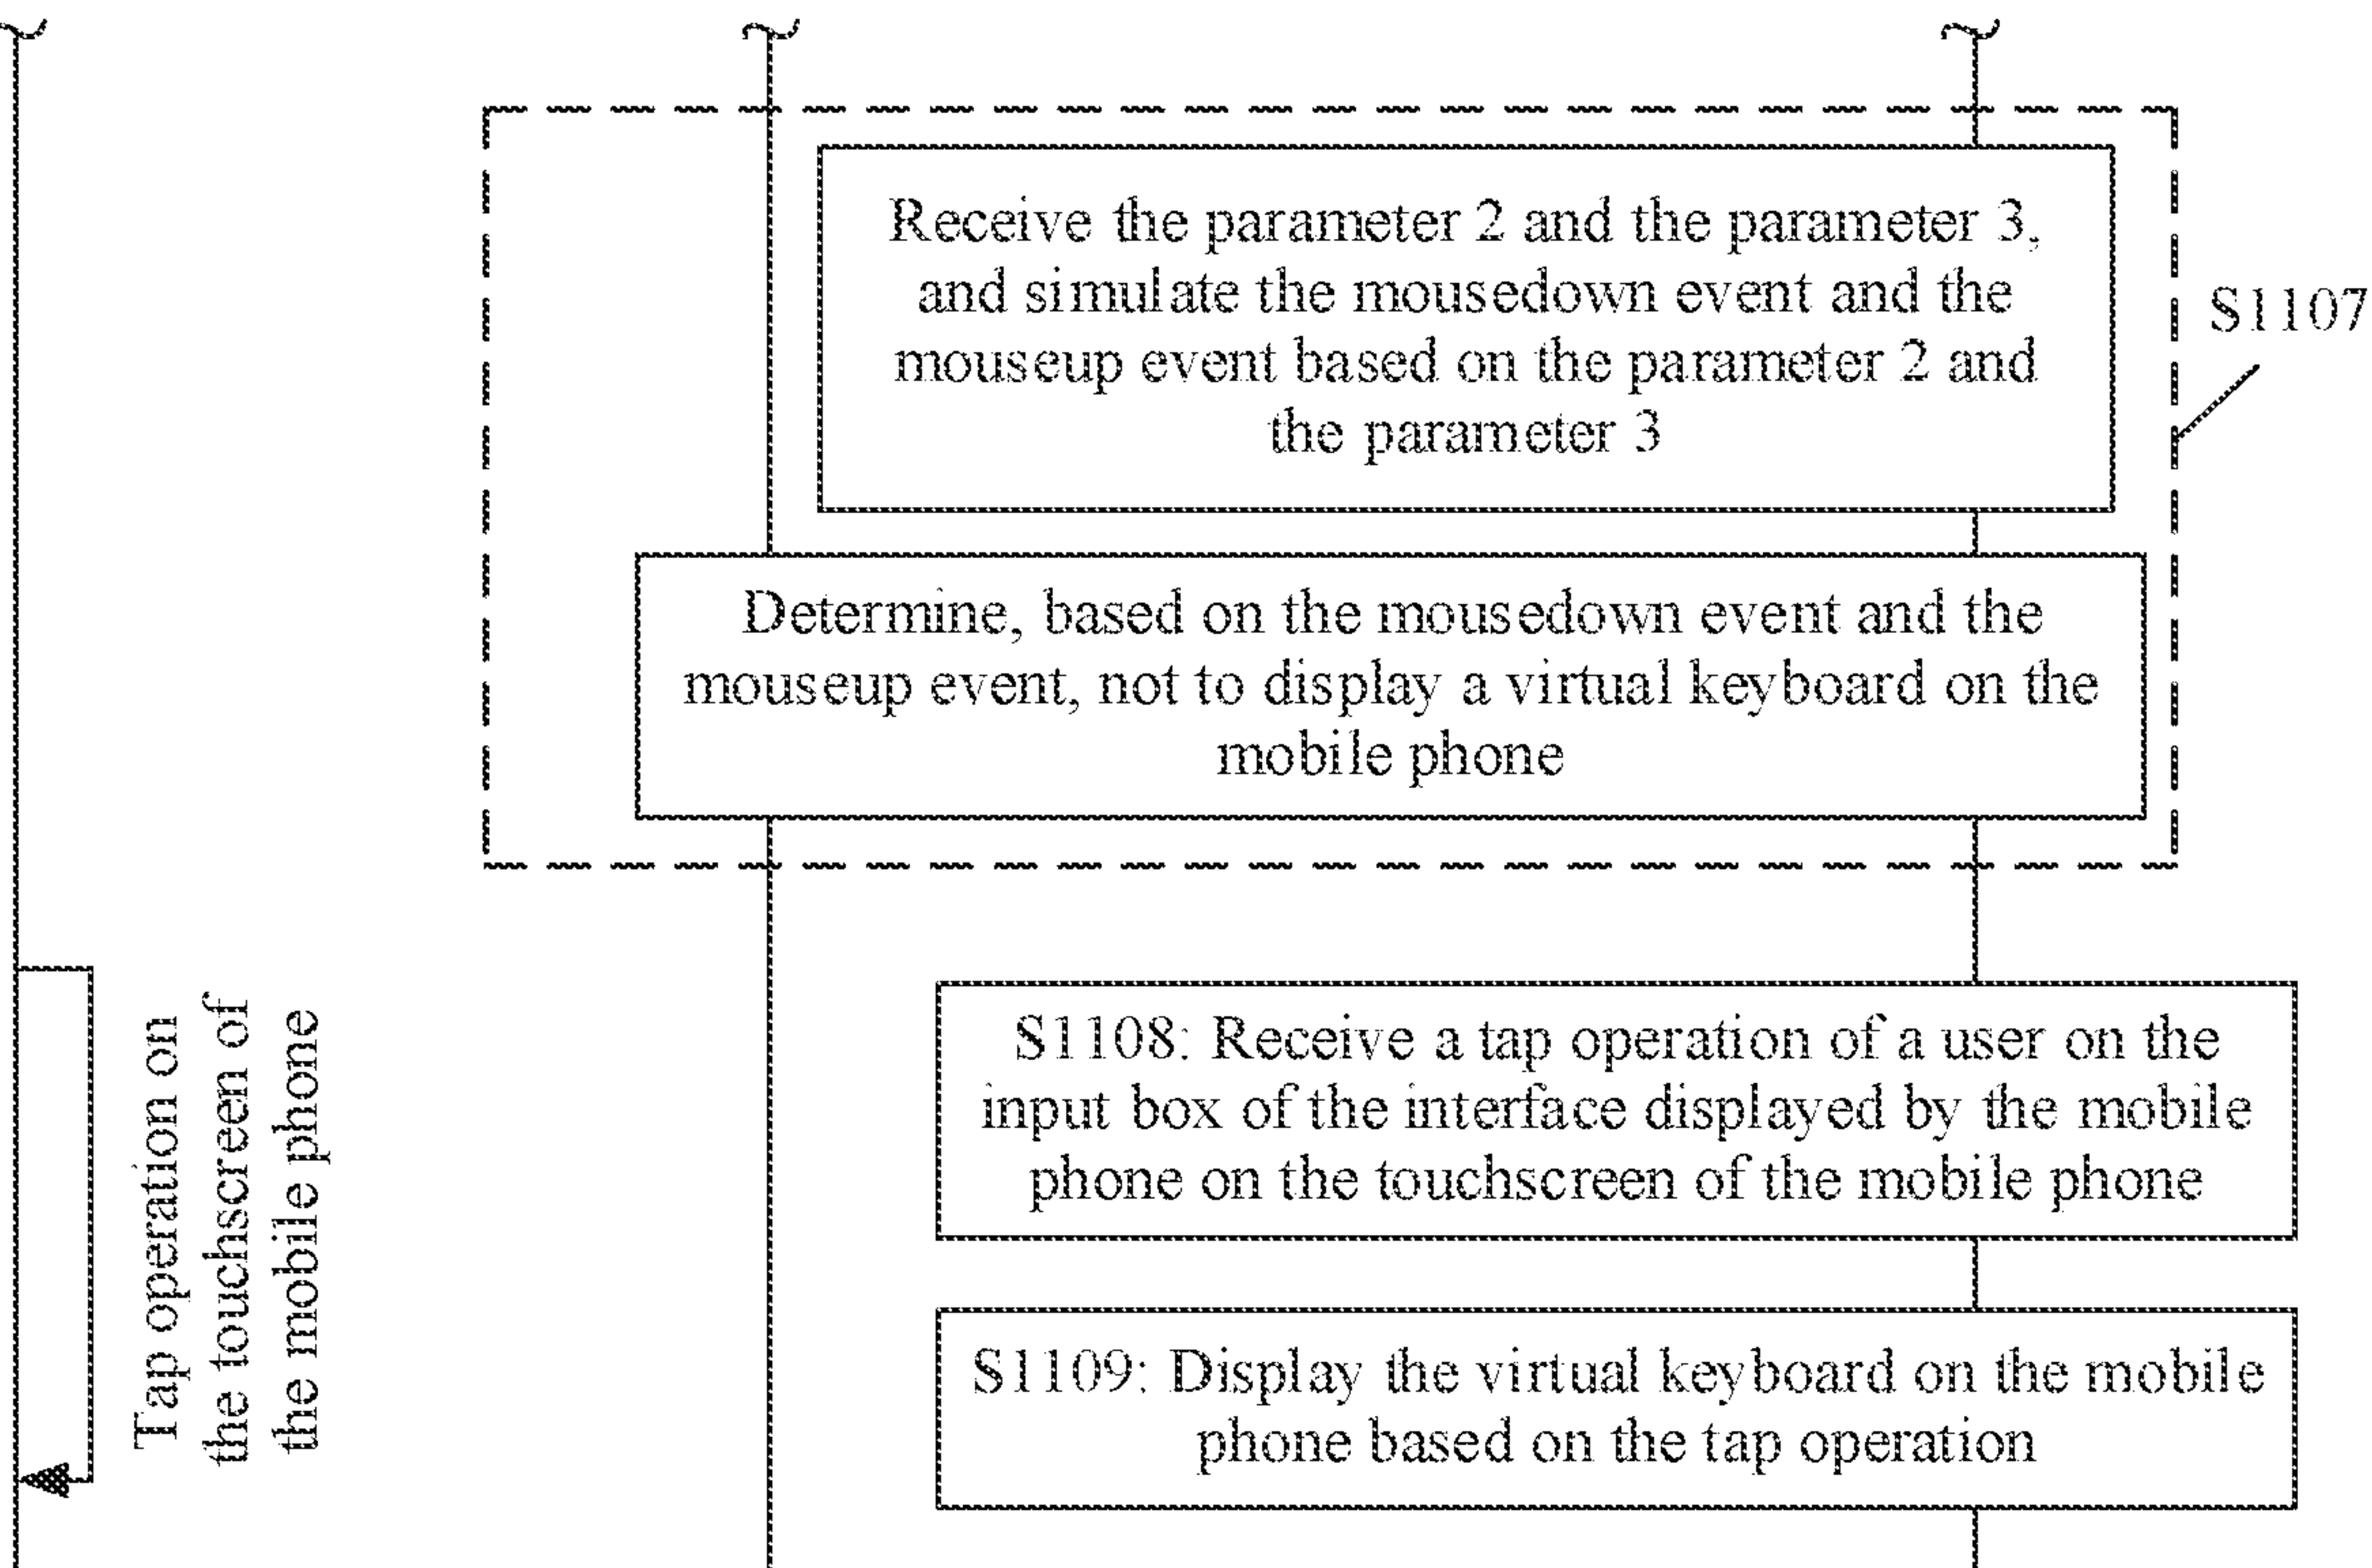 Receive the parameter 2 and the parameter 3,
and simulate the mousedown event and the
mouseup event based on the parameter 2 and
the parameter 3
S1107
Determine, based on the mousedown event and the
mouseup event, not to display a virtual keyboard on the
mobile phone
Tap operation on
the touchscreen of
the mobile phone
S1108: Receive a tap operation of a user on the
input box of the interface displayed by the mobile
phone on the touchscreen of the mobile phone
S1109: Display the virtual keyboard on the mobile
phone based on the tap operation